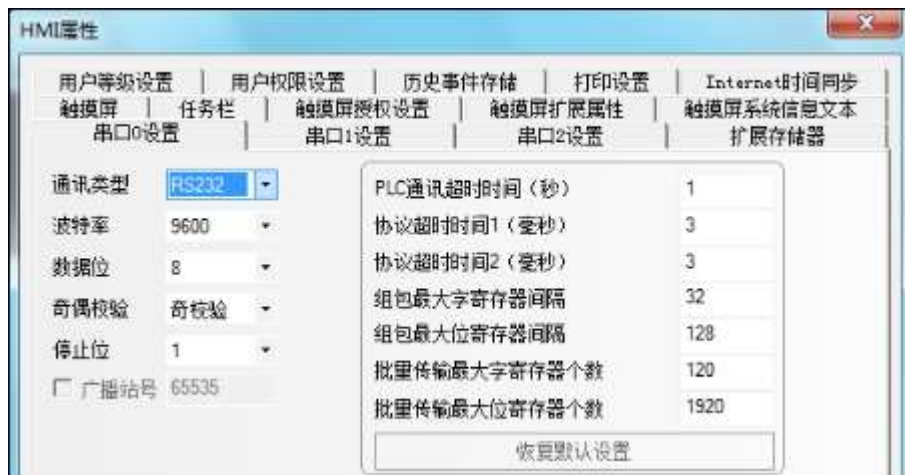 HMI属性
用户等级设置 用户权限设置 历史事件存储 打印设置 Internet时间同步
触摸屏 任务栏 触摸屏授权设置 触摸屏扩展属性 触摸屏系统信息文本
串口0设置 串口1设置 串口2设置 扩展存储器
通讯类型 RS232
波特率 9600
数据位 8
奇偶校验 奇校验
停止位 1
广播站号 65535
PLC通讯超时时间（秒） 1
协议超时时间1（毫秒） 3
协议超时时间2（毫秒） 3
组包最大字寄存器间隔 32
组包最大位寄存器间隔 128
批量传输最大字寄存器个数 120
批量传输最大位寄存器个数 1920
恢复默认设置